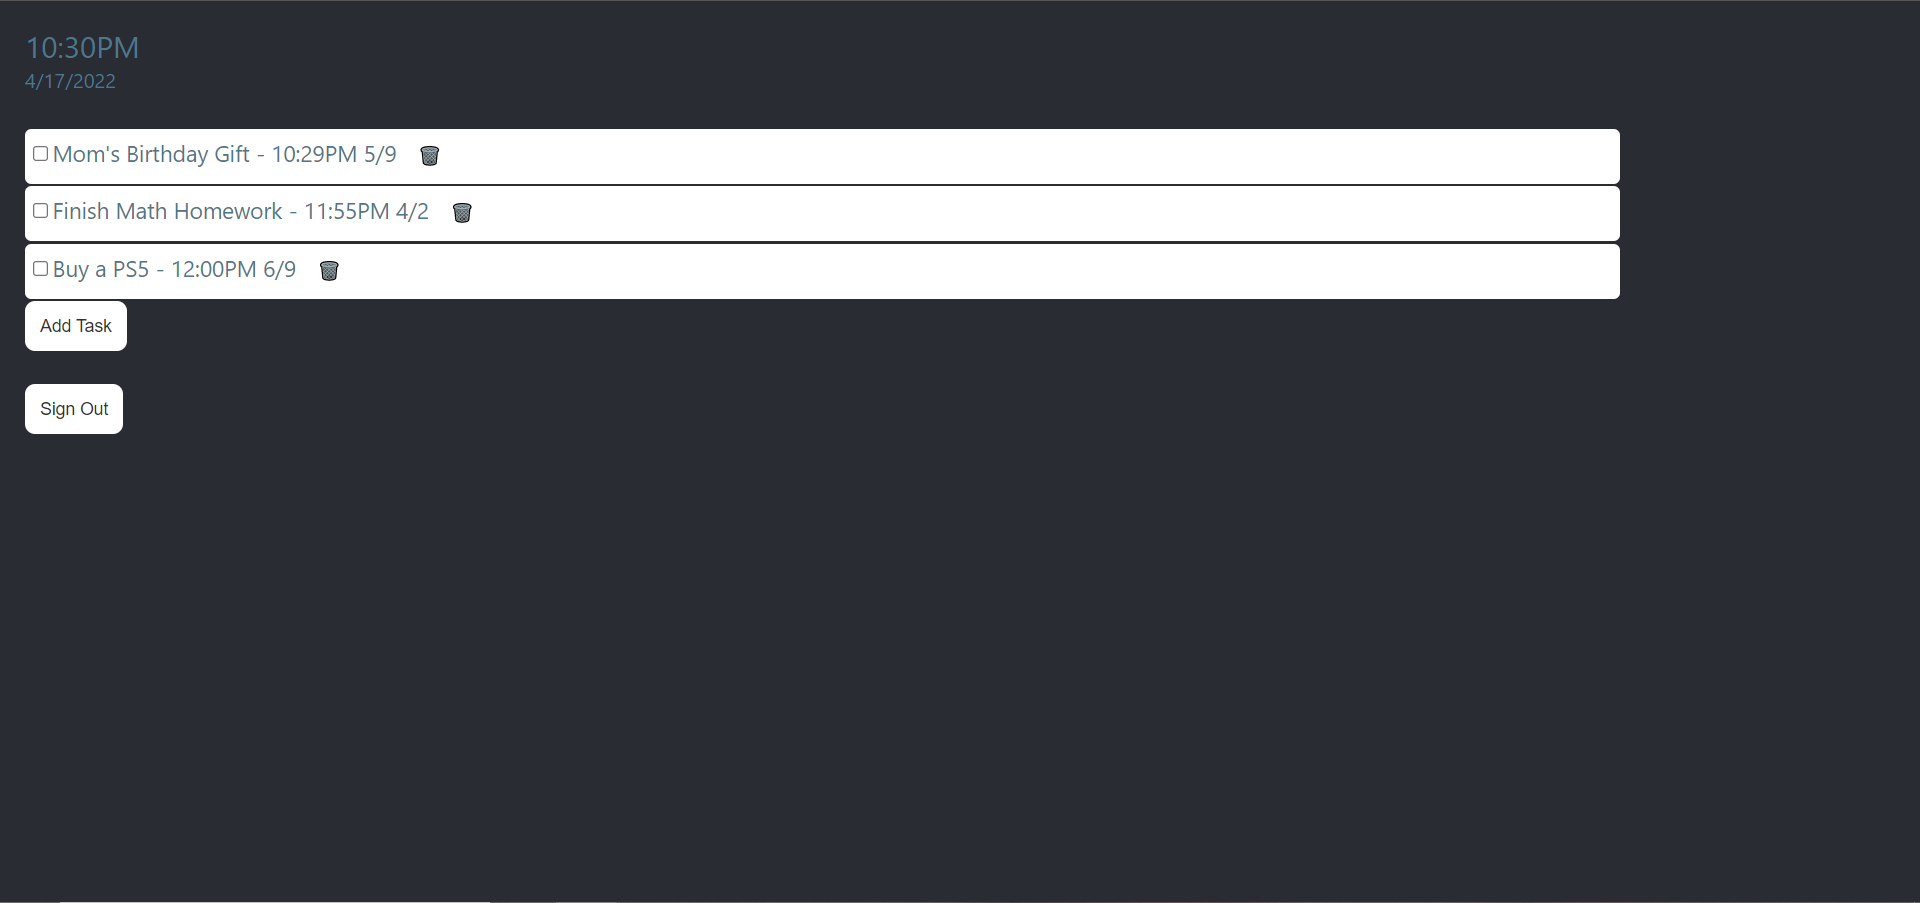 10:30PM
4/17/2022
Mom's Birthday Gift - 10:29PM 5/9
Finish Math Homework - 11:55PM 4/2
Buy a PS5 - 12:00PM 6/9
Add Task
Sign Out